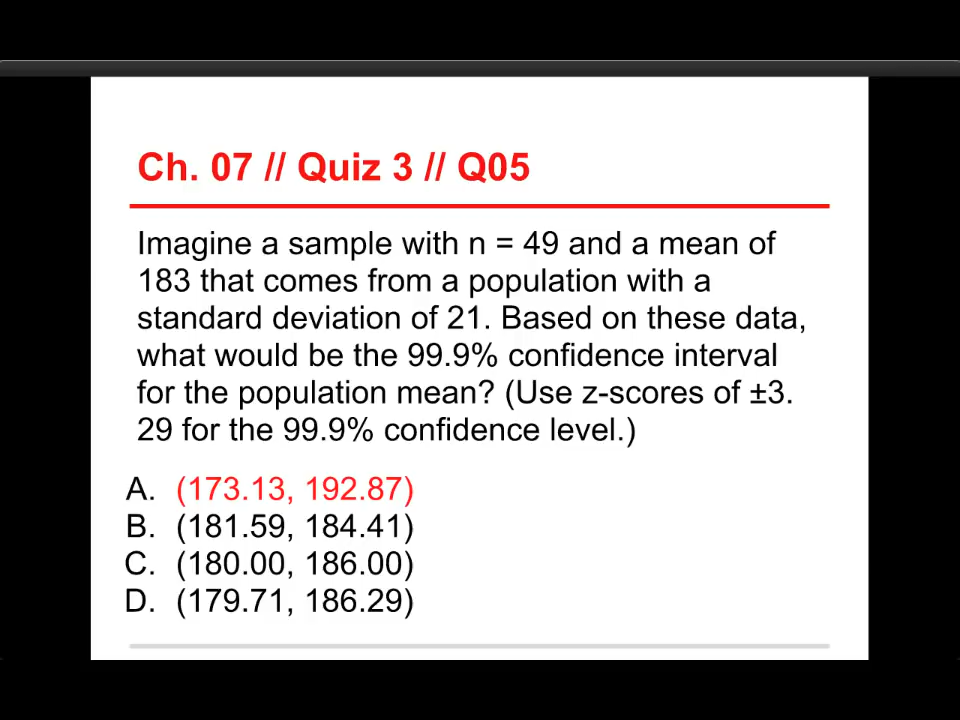 Ch. 07 // Quiz 3 // Q05
Imagine a sample with n = 49 and a mean of
183 that comes from a population with a
standard deviation of 21. Based on these data,
what would be the 99.9% confidence interval
for the population mean? (Use z-scores of ±3.
29 for the 99.9% confidence level.)
A. (173.13, 192.87)
B. (181.59, 184.41)
C. (180.00, 186.00)
D. (179.71, 186.29)